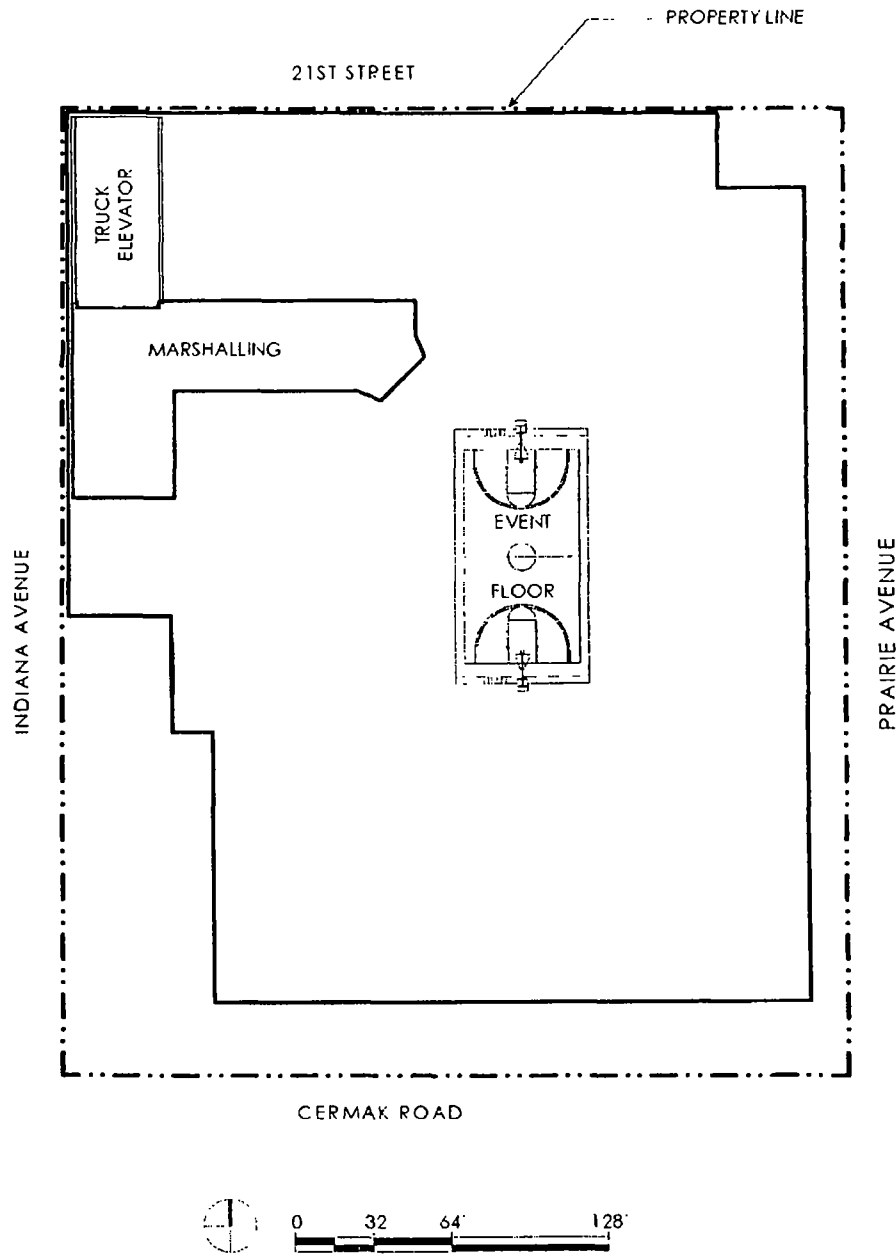 PROPERTY LINE
21ST STREET
TRUCK
ELEVATOR
MARSHALLING
EVENT
FLOOR
INDIANA AVENUE
PRAIRIE AVENUE
CERMAK ROAD
0 32 64' 128'